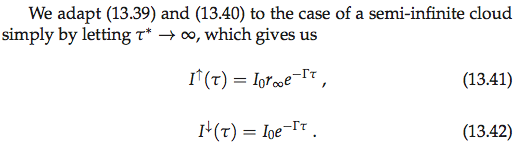 We adapt (13.39) and (13.40) to the case of a semi-infinite cloud
simply by letting τ* → ∞, which gives us
I↑(τ) = I₀r∞e^{−Γτ} , (13.41)
I↓(τ) = I₀e^{−Γτ} . (13.42)